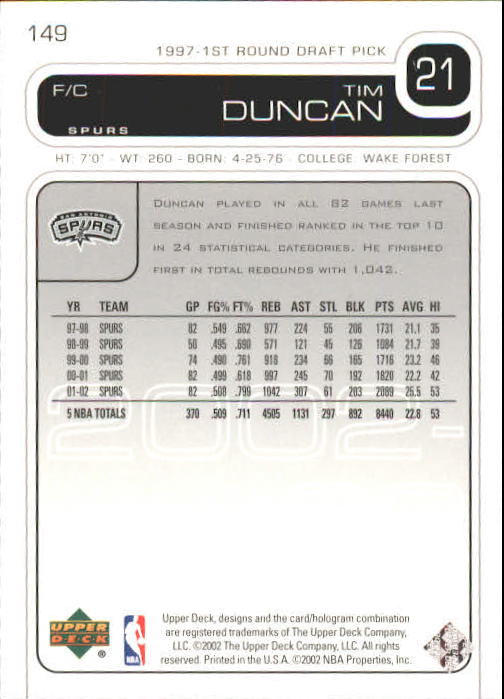 149
1997-1ST ROUND DRAFT PICK
21
F/C
TIM
DUNCAN
SPURS
HT: 7'0" - WT: 260 - BORN: 4-25-76 - COLLEGE: WAKE FOREST
SAN ANTONIO
SPURS
DUNCAN PLAYED IN ALL 82 GAMES LAST
SEASON AND FINISHED RANKED IN THE TOP 10
IN 24 STATISTICAL CATEGORIES. HE FINISHED
FIRST IN TOTAL REBOUNDS WITH 1,042.
YR TEAM GP FG% FT% REB AST STL BLK PTS AVG HI
97-98 SPURS 82 .549 .662 977 224 55 206 1731 21.1 35
98-99 SPURS 50 .495 .690 571 121 45 126 1084 21.7 39
99-00 SPURS 74 .490 .761 918 234 66 165 1716 23.2 46
00-01 SPURS 82 .499 .618 997 245 70 192 1820 22.2 42
01-02 SPURS 82 .508 .799 1042 307 61 203 2089 25.5 53
5 NBA TOTALS 370 .509 .711 4505 1131 297 892 8440 22.8 53
2002-
UPPER
DECK
®
NBA
Upper Deck, designs and the card/hologram combination
are registered trademarks of The Upper Deck Company,
LLC. ©2002 The Upper Deck Company, LLC. All rights
reserved. Printed in the U.S.A. ©2002 NBA Properties, Inc.